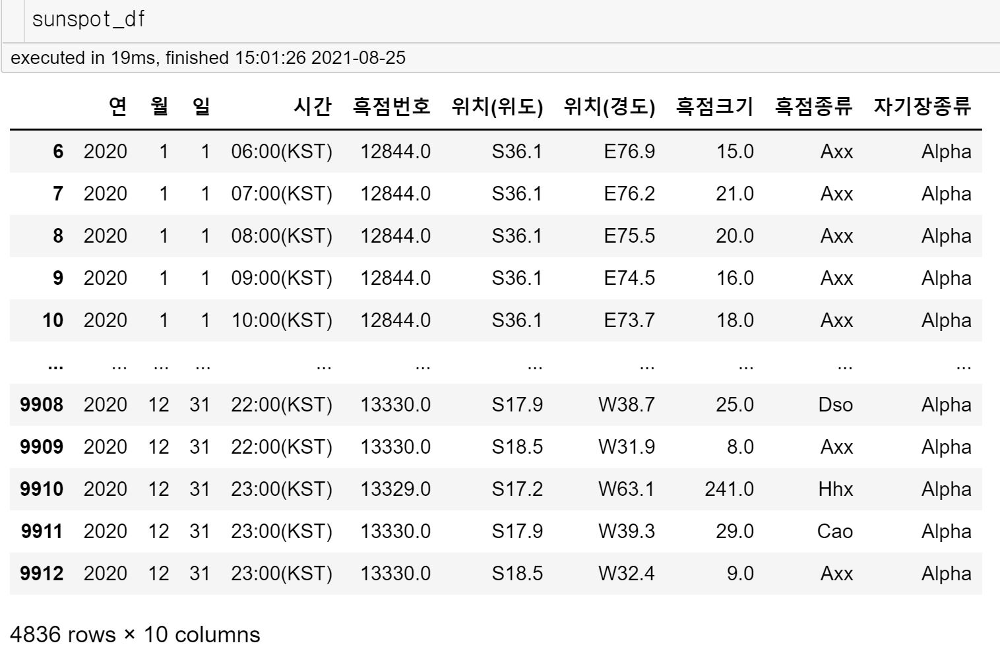 sunspot_df
executed in 19ms, finished 15:01:26 2021-08-25
연 월 일 시간 흑점번호 위치(위도) 위치(경도) 흑점크기 흑점종류 자기장종류
6 2020 1 1 06:00(KST) 12844.0 S36.1 E76.9 15.0 Axx Alpha
7 2020 1 1 07:00(KST) 12844.0 S36.1 E76.2 21.0 Axx Alpha
8 2020 1 1 08:00(KST) 12844.0 S36.1 E75.5 20.0 Axx Alpha
9 2020 1 1 09:00(KST) 12844.0 S36.1 E74.5 16.0 Axx Alpha
10 2020 1 1 10:00(KST) 12844.0 S36.1 E73.7 18.0 Axx Alpha
... ... ... ... ... ... ... ... ... ... ...
9908 2020 12 31 22:00(KST) 13330.0 S17.9 W38.7 25.0 Dso Alpha
9909 2020 12 31 22:00(KST) 13330.0 S18.5 W31.9 8.0 Axx Alpha
9910 2020 12 31 23:00(KST) 13329.0 S17.2 W63.1 241.0 Hhx Alpha
9911 2020 12 31 23:00(KST) 13330.0 S17.9 W39.3 29.0 Cao Alpha
9912 2020 12 31 23:00(KST) 13330.0 S18.5 W32.4 9.0 Axx Alpha
4836 rows × 10 columns